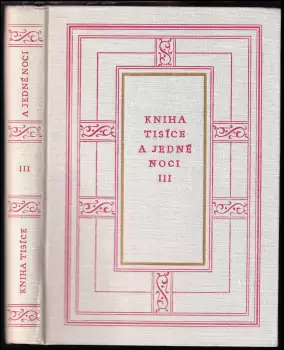 KNIHA TISÍCE
III
A JEDNÉ NOCI
KNIHA
TISÍCE
A JEDNÉ
NOCI
III